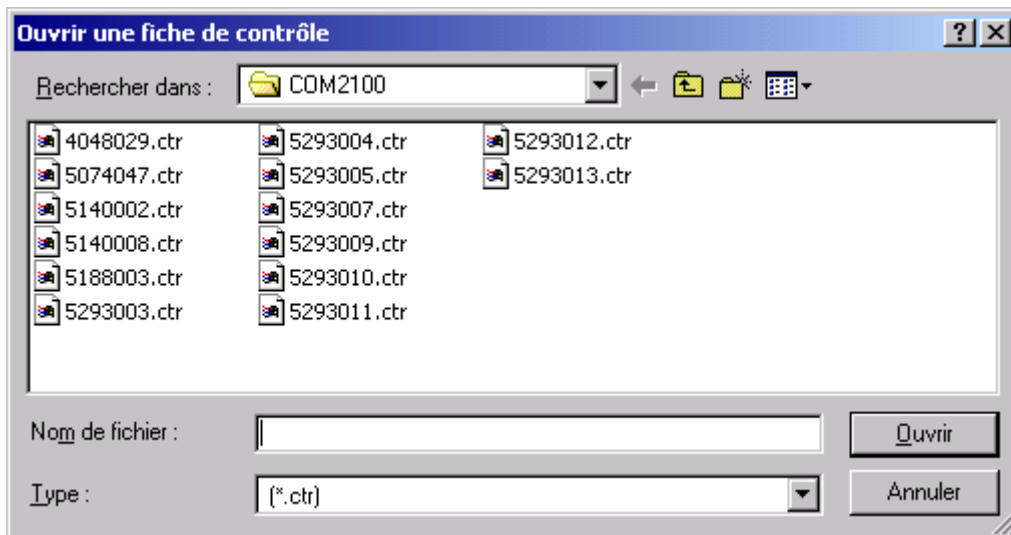 Ouvrir une fiche de contrôle
Rechercher dans : COM2100
4048029.ctr 5293004.ctr 5293012.ctr
5074047.ctr 5293005.ctr 5293013.ctr
5140002.ctr 5293007.ctr
5140008.ctr 5293009.ctr
5188003.ctr 5293010.ctr
5293003.ctr 5293011.ctr
Nom de fichier : Ouvrir
Type : (*.ctr) Annuler